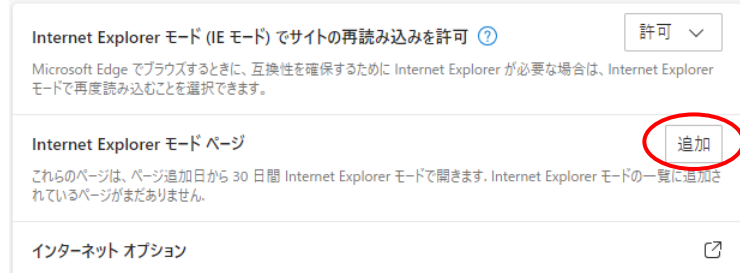 Internet Explorer モード (IE モード) でサイトの再読み込みを許可 ?
許可
Microsoft Edge でブラウズするときに、互換性を確保するために Internet Explorer が必要な場合は、Internet Explorer
モードで再度読み込むことを選択できます。
Internet Explorer モード ページ
追加
これらのページは、ページ追加日から 30 日間 Internet Explorer モードで開きます. Internet Explorer モードの一覧に追加さ
れているページがまだありません.
インターネット オプション